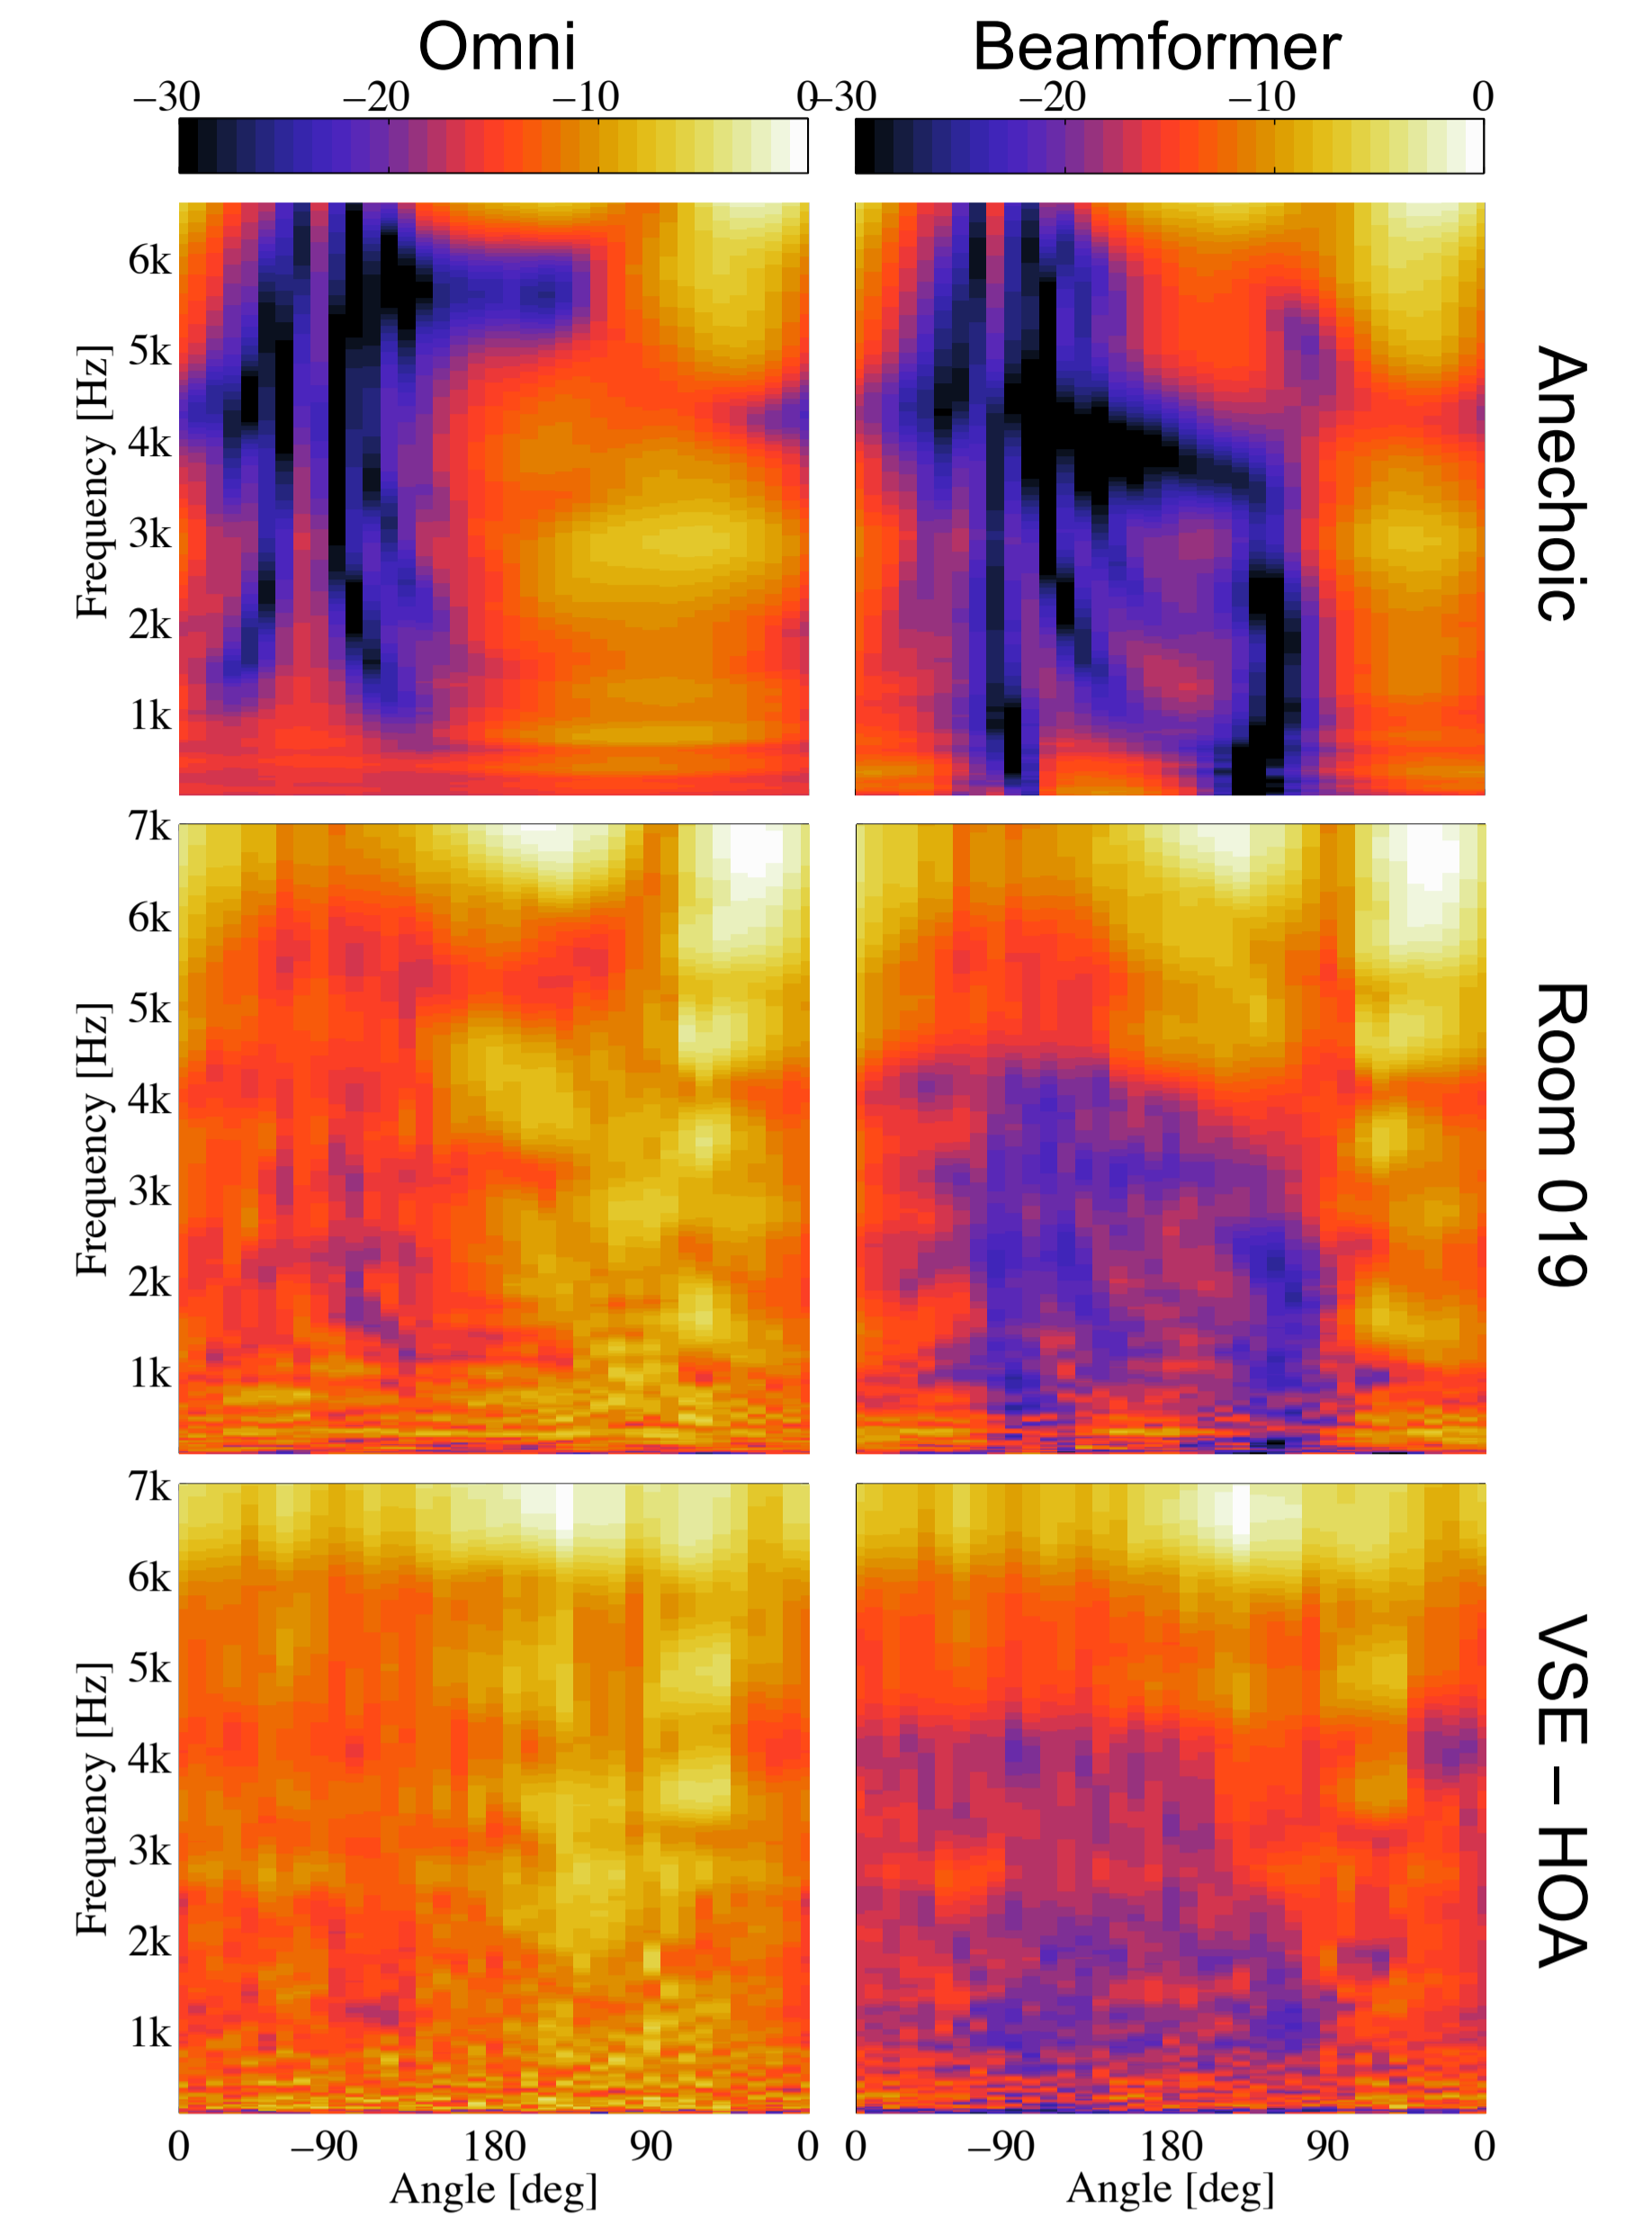 Omni Beamformer
−30 −20 −10 0 −30 −20 −10 0
6k
5k
4k
3k
2k
1k
Frequency [Hz]
Anechoic
7k
6k
5k
4k
3k
2k
1k
Frequency [Hz]
Room 019
7k
6k
5k
4k
3k
2k
1k
Frequency [Hz]
VSE − HOA
0 −90 180 90 0 0 −90 180 90 0
Angle [deg] Angle [deg]